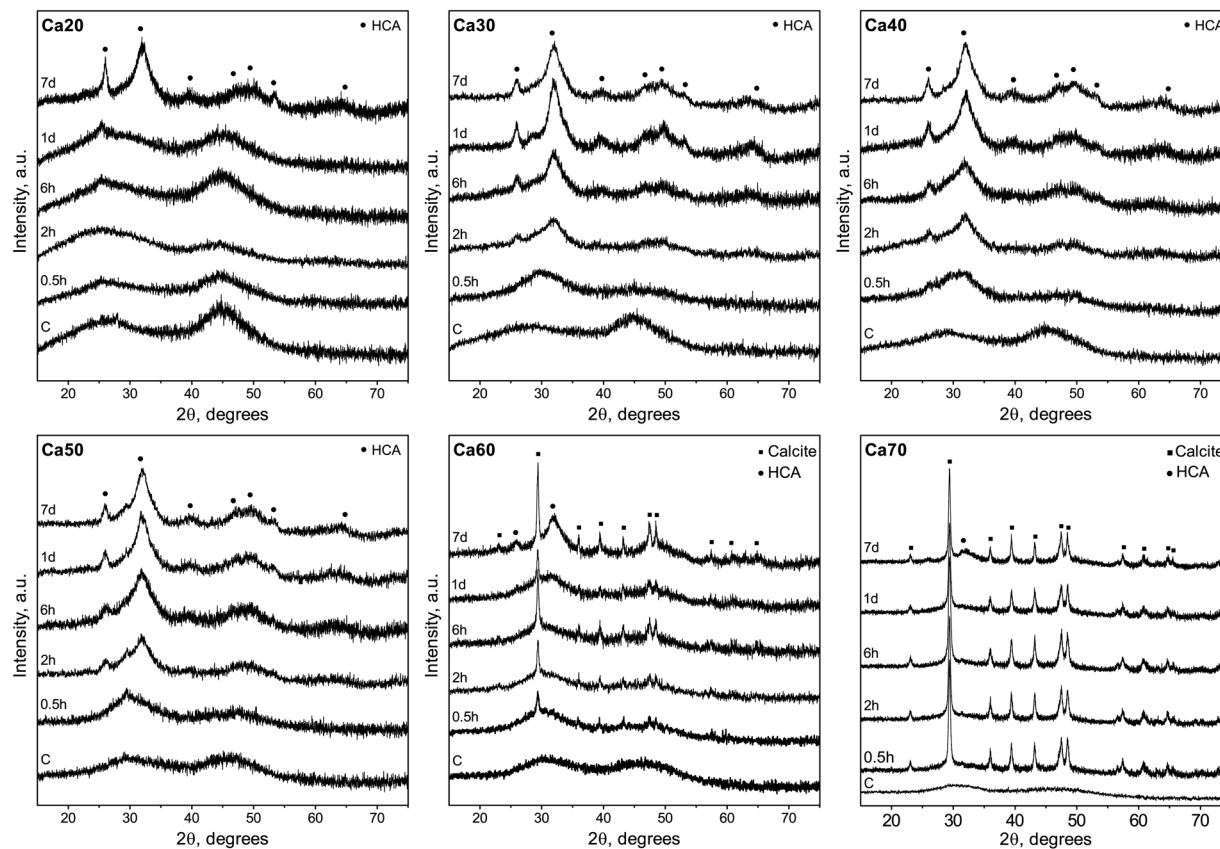 Ca20
● HCA
7d
1d
6h
2h
0.5h
C
Intensity, a.u.
20 30 40 50 60 70
2θ, degrees
Ca30
● HCA
7d
1d
6h
2h
0.5h
C
Intensity, a.u.
20 30 40 50 60 70
2θ, degrees
Ca40
● HCA
7d
1d
6h
2h
0.5h
C
20 30 40 50 60 70
2θ, degrees
Ca50
● HCA
7d
1d
6h
2h
0.5h
C
Intensity, a.u.
20 30 40 50 60 70
2θ, degrees
Ca60
■ Calcite
● HCA
7d
1d
6h
2h
0.5h
C
Intensity, a.u.
20 30 40 50 60 70
2θ, degrees
Ca70
■ Calcite
● HCA
7d
1d
6h
2h
0.5h
C
20 30 40 50 60 70
2θ, degrees